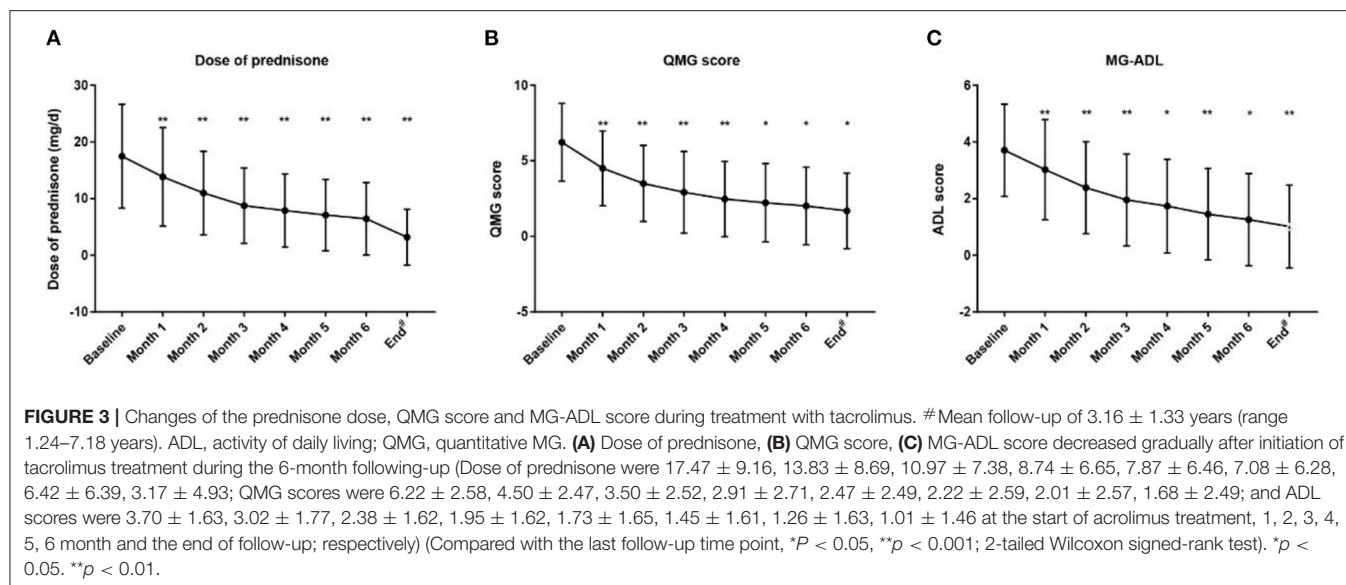 A
B
C
Dose of prednisone
QMG score
MG-ADL
Dose of prednisone (mg/d)
30
20
10
0
-10
** ** ** ** ** ** **
Baseline
Month 1
Month 2
Month 3
Month 4
Month 5
Month 6
End#
QMG score
10
5
0
-5
** ** ** ** * * *
Baseline
Month 1
Month 2
Month 3
Month 4
Month 5
Month 6
End#
ADL score
6
4
2
0
-2
** ** ** * ** * **
Baseline
Month 1
Month 2
Month 3
Month 4
Month 5
Month 6
End#
FIGURE 3 | Changes of the prednisone dose, QMG score and MG-ADL score during treatment with tacrolimus. #Mean follow-up of 3.16 ± 1.33 years (range
1.24–7.18 years). ADL, activity of daily living; QMG, quantitative MG. (A) Dose of prednisone, (B) QMG score, (C) MG-ADL score decreased gradually after initiation of
tacrolimus treatment during the 6-month following-up (Dose of prednisone were 17.47 ± 9.16, 13.83 ± 8.69, 10.97 ± 7.38, 8.74 ± 6.65, 7.87 ± 6.46, 7.08 ± 6.28,
6.42 ± 6.39, 3.17 ± 4.93; QMG scores were 6.22 ± 2.58, 4.50 ± 2.47, 3.50 ± 2.52, 2.91 ± 2.71, 2.47 ± 2.49, 2.22 ± 2.59, 2.01 ± 2.57, 1.68 ± 2.49; and ADL
scores were 3.70 ± 1.63, 3.02 ± 1.77, 2.38 ± 1.62, 1.95 ± 1.62, 1.73 ± 1.65, 1.45 ± 1.61, 1.26 ± 1.63, 1.01 ± 1.46 at the start of acrolimus treatment, 1, 2, 3, 4,
5, 6 month and the end of follow-up; respectively) (Compared with the last follow-up time point, *P < 0.05, **p < 0.001; 2-tailed Wilcoxon signed-rank test). *p <
0.05. **p < 0.01.